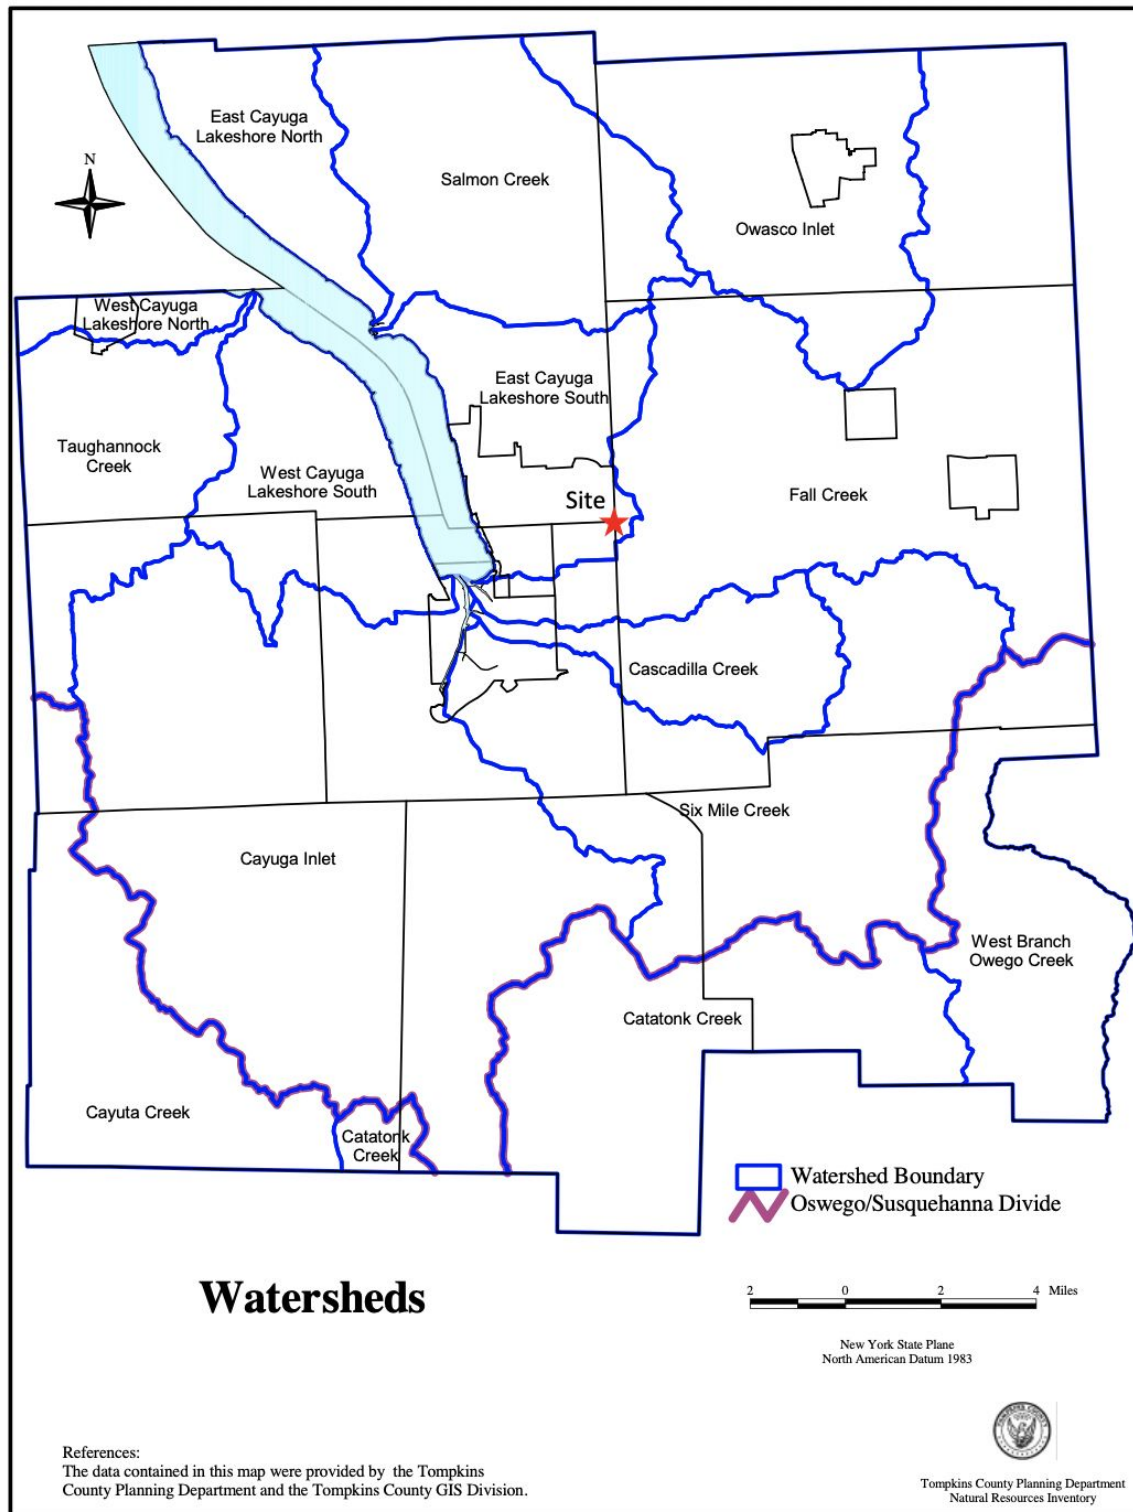 East Cayuga
Lakeshore North
N
Salmon Creek
Owasco Inlet
West Cayuga
Lakeshore North
East Cayuga
Lakeshore South
Taughannock
Creek
West Cayuga
Lakeshore South
Site
Fall Creek
Cascadilla Creek
Six Mile Creek
Cayuga Inlet
West Branch
Owego Creek
Catatonk Creek
Cayuta Creek
Catatonk
Creek
Watershed Boundary
Oswego/Susquehanna Divide
Watersheds
2 0 2 4 Miles
New York State Plane
North American Datum 1983
References:
The data contained in this map were provided by the Tompkins
County Planning Department and the Tompkins County GIS Division.
Tompkins County Planning Department
Natural Resources Inventory